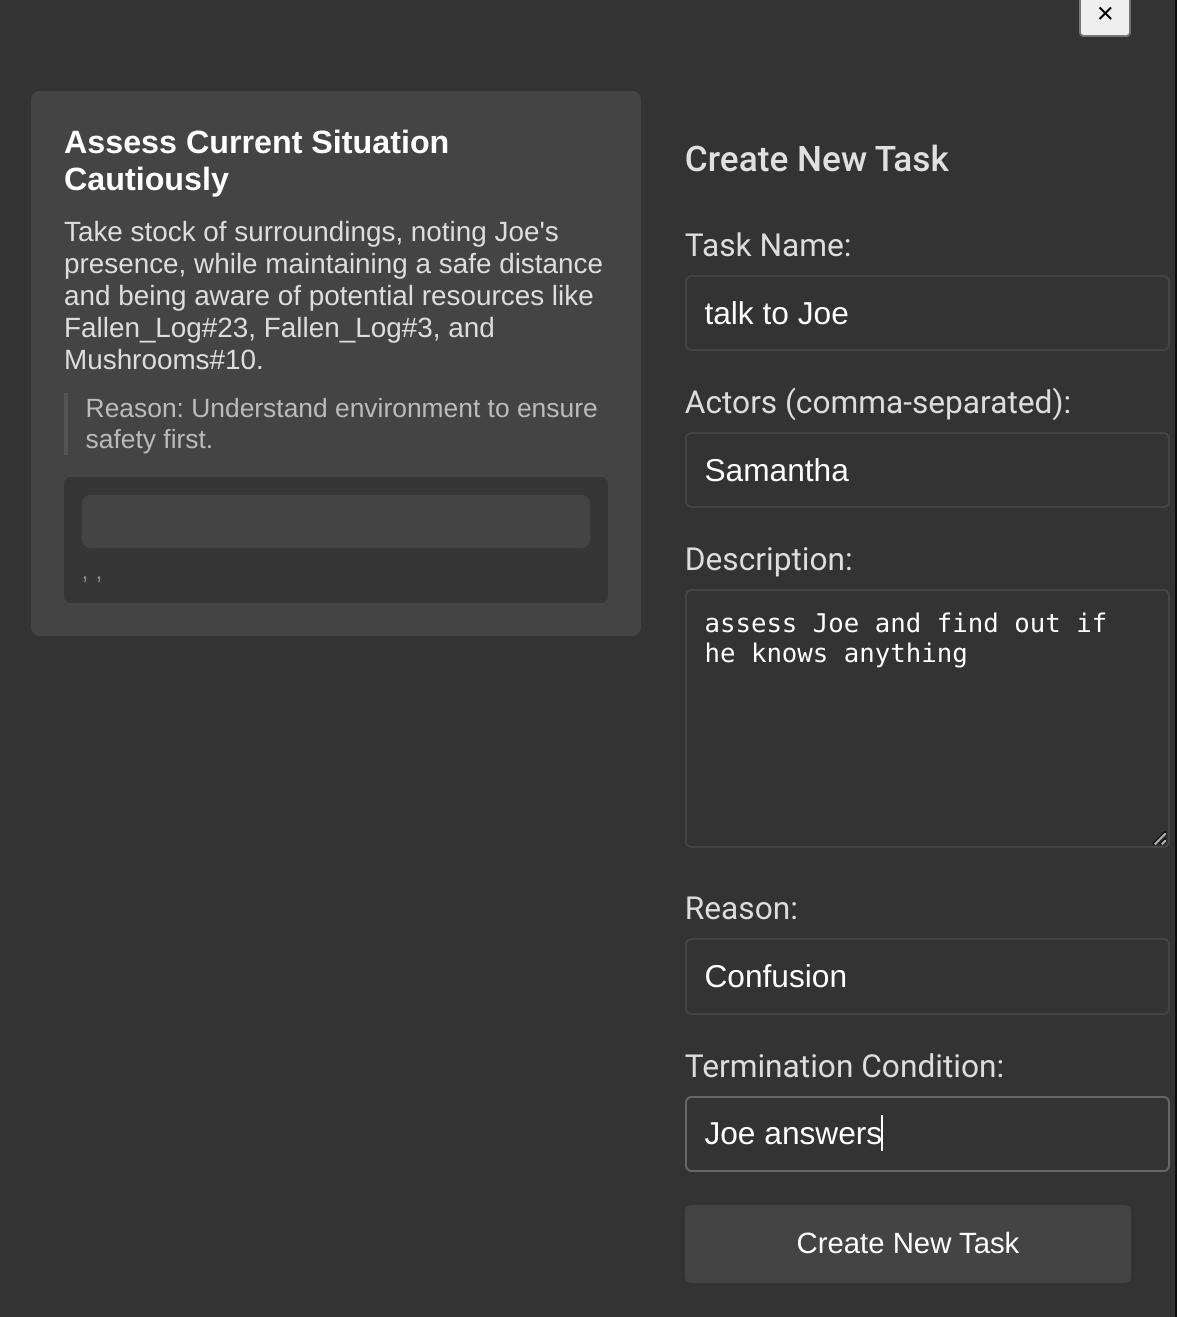 ×
Assess Current Situation
Cautiously
Take stock of surroundings, noting Joe's
presence, while maintaining a safe distance
and being aware of potential resources like
Fallen_Log#23, Fallen_Log#3, and
Mushrooms#10.
Reason: Understand environment to ensure
safety first.
, ,
Create New Task
Task Name:
talk to Joe
Actors (comma-separated):
Samantha
Description:
assess Joe and find out if
he knows anything
Reason:
Confusion
Termination Condition:
Joe answers
Create New Task